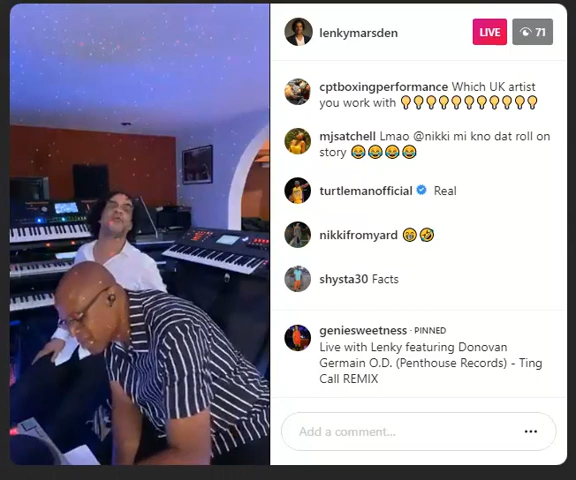 lenkymarsden
LIVE
71
cptboxingperformance Which UK artist
you work with 👂👂👂👂👂👂👂👂👂👂👂
mjsatchell Lmao @nikki mi kno dat roll on
story 😂😂😂😂
turtlemanofficial Real
nikkifromyard 😂🤣
shysta30 Facts
geniesweetness · PINNED
Live with Lenky featuring Donovan
Germain O.D. (Penthouse Records) - Ting
Call REMIX
Add a comment...